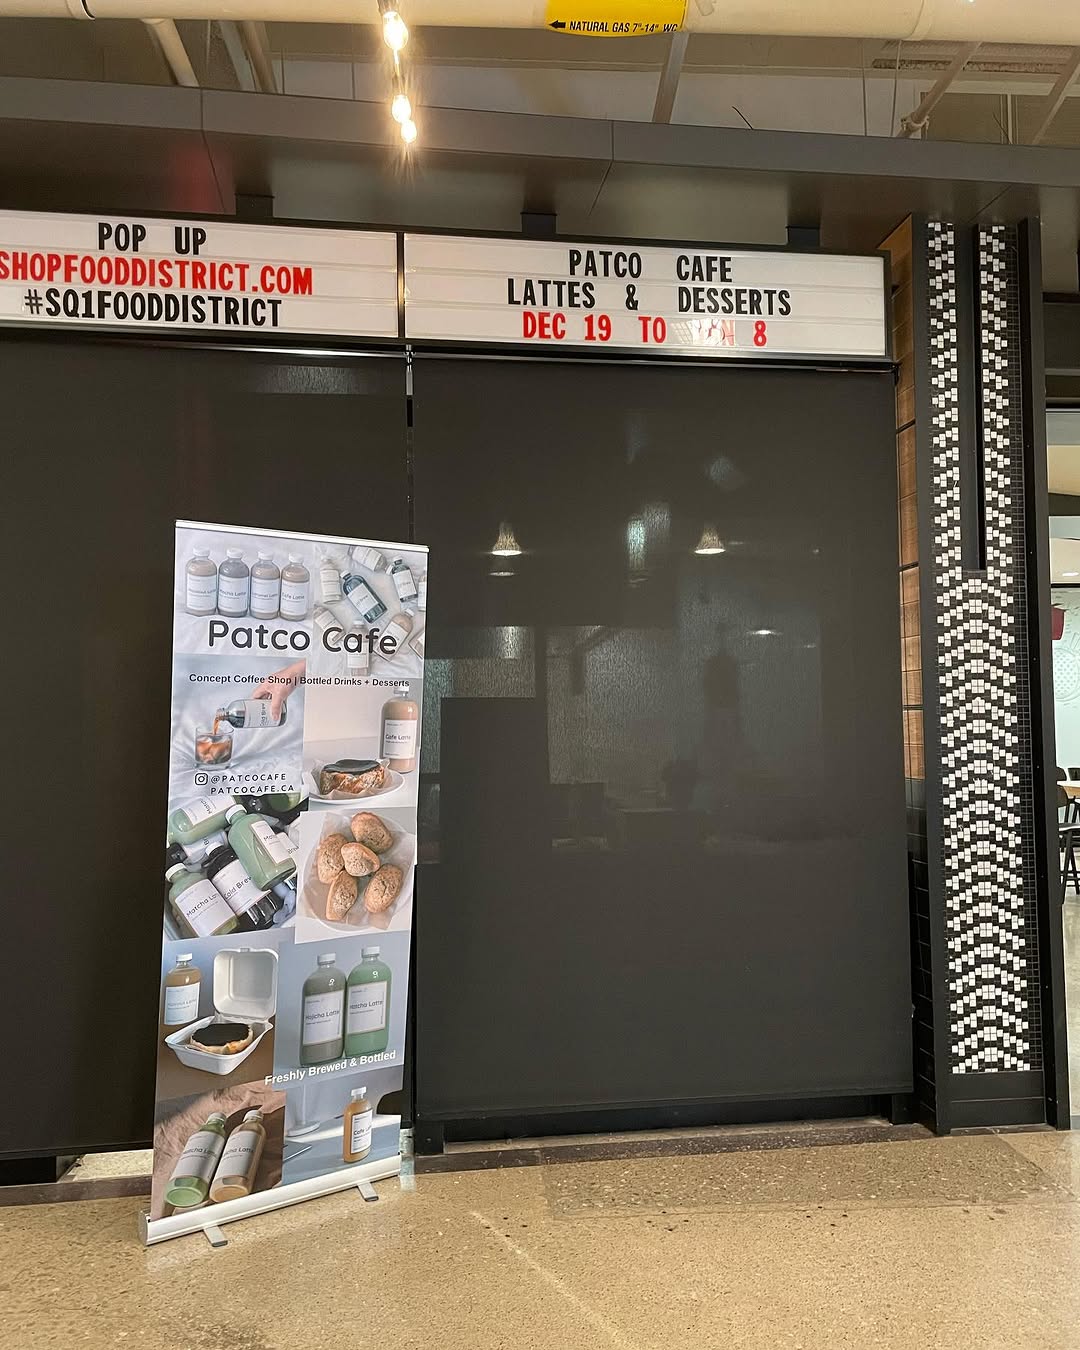 NATURAL GAS 7"-14" WC
POP UP
SHOPFOODDISTRICT.COM
#SQ1FOODDISTRICT
PATCO CAFE
LATTES & DESSERTS
DEC 19 TO 8
Patco Cafe
Concept Coffee Shop | Bottled Drinks + Desserts
Cafe Latte
@PATCOCAFE
PATCOCAFE.CA
Matcha
Cold Brew
Hojicha Latte
Matcha Latte
Freshly Brewed & Bottled